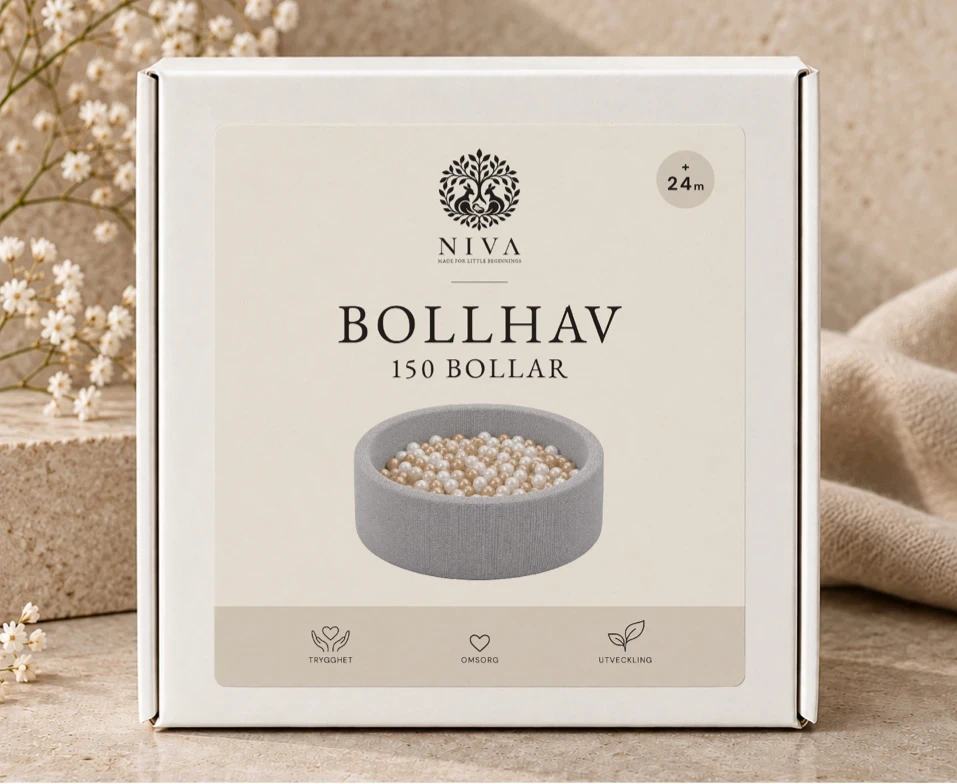 NIVA
MADE FOR LITTLE BEGINNINGS
+
24m
BOLLHAV
150 BOLLAR
TRYGGHET
OMSORG
UTVECKLING